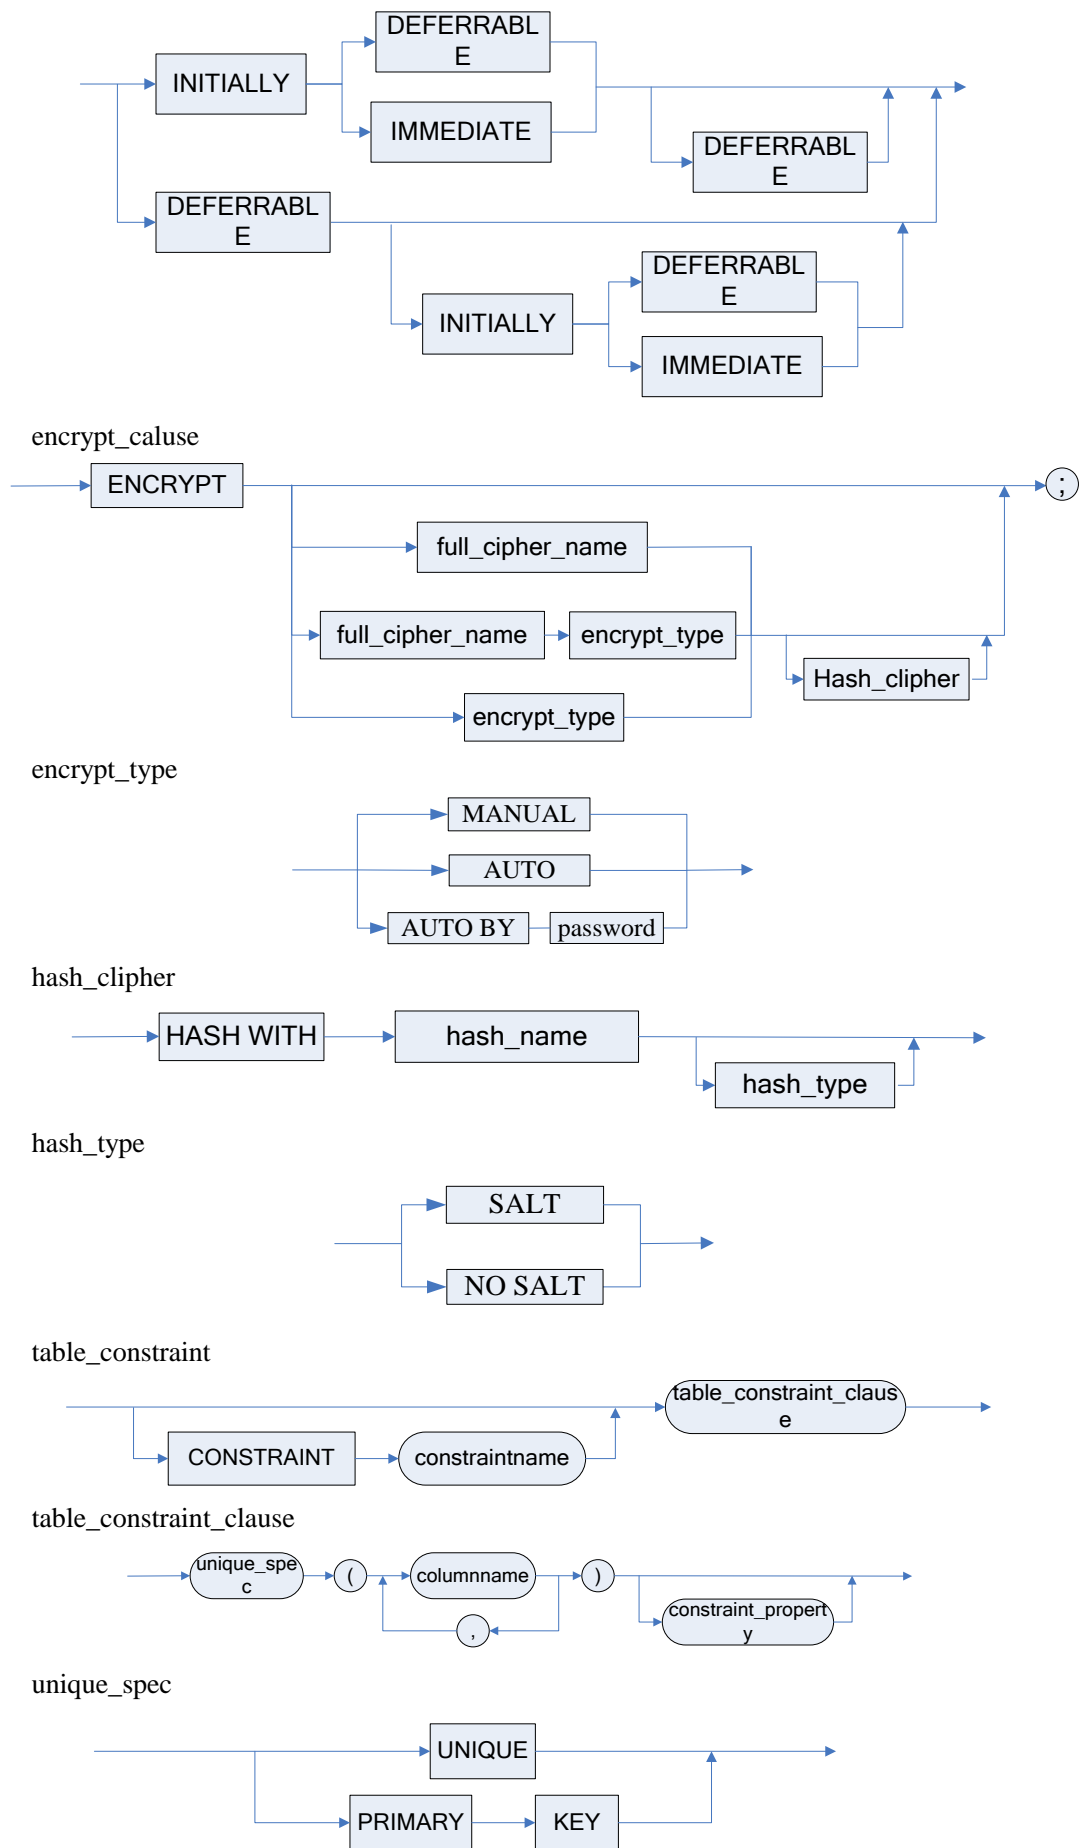 DEFERRABL
E
INITIALLY
IMMEDIATE
DEFERRABL
E
DEFERRABL
E
DEFERRABL
E
INITIALLY
IMMEDIATE
encrypt_caluse
ENCRYPT
;
full_cipher_name
full_cipher_name
encrypt_type
Hash_clipher
encrypt_type
encrypt_type
MANUAL
AUTO
AUTO BY
password
hash_clipher
HASH WITH
hash_name
hash_type
hash_type
SALT
NO SALT
table_constraint
table_constraint_claus
e
CONSTRAINT
constraintname
table_constraint_clause
unique_spe
c
(
columnname
)
,
constraint_propert
y
unique_spec
UNIQUE
PRIMARY
KEY